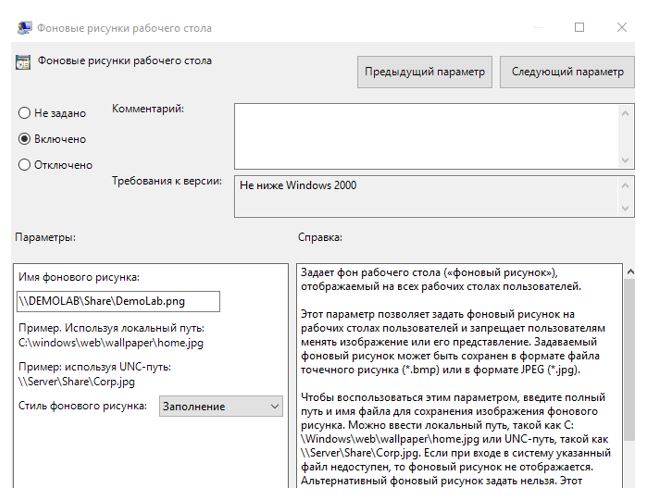 Фоновые рисунки рабочего стола
Фоновые рисунки рабочего стола
Предыдущий параметр
Следующий параметр
Не задано
Включено
Отключено
Комментарий:
Требования к версии:
Не ниже Windows 2000
Параметры:
Справка:
Имя фонового рисунка:
\\DEMOLAB\Share\DemoLab.png
Пример. Используя локальный путь:
C:\windows\web\wallpaper\home.jpg
Пример: используя UNC-путь:
\\Server\Share\Corp.jpg
Стиль фонового рисунка:
Заполнение
Задает фон рабочего стола («фоновый рисунок»),
отображаемый на всех рабочих столах пользователей.
Этот параметр позволяет задать фоновый рисунок на
рабочих столах пользователей и запрещает пользователям
менять изображение или его представление. Задаваемый
фоновый рисунок может быть сохранен в формате файла
точечного рисунка (*.bmp) или в формате JPEG (*.jpg).
Чтобы воспользоваться этим параметром, введите полный
путь и имя файла для сохранения изображения фонового
рисунка. Можно ввести локальный путь, такой как C:
\Windows\web\wallpaper\home.jpg или UNC-путь, такой как
\\Server\Share\Corp.jpg. Если при входе в систему указанный
файл недоступен, то фоновый рисунок не отображается.
Альтернативный фоновый рисунок задать нельзя. Этот